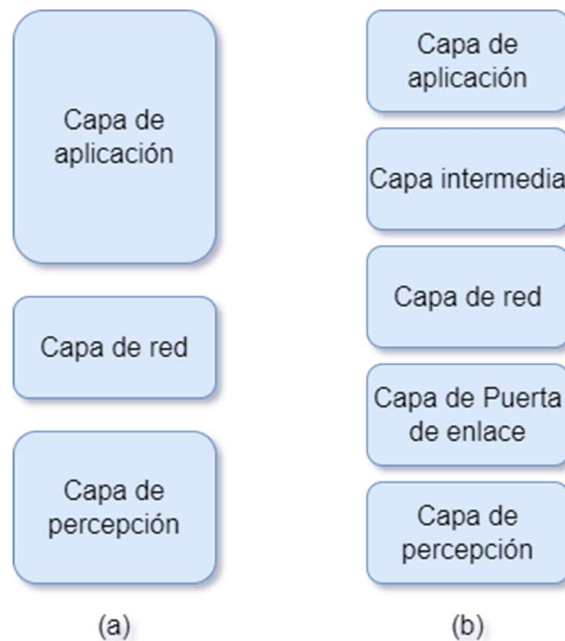 Capa de
aplicación
Capa de red
Capa de
percepción
(a)
Capa de
aplicación
Capa intermedia
Capa de red
Capa de Puerta
de enlace
Capa de
percepción
(b)